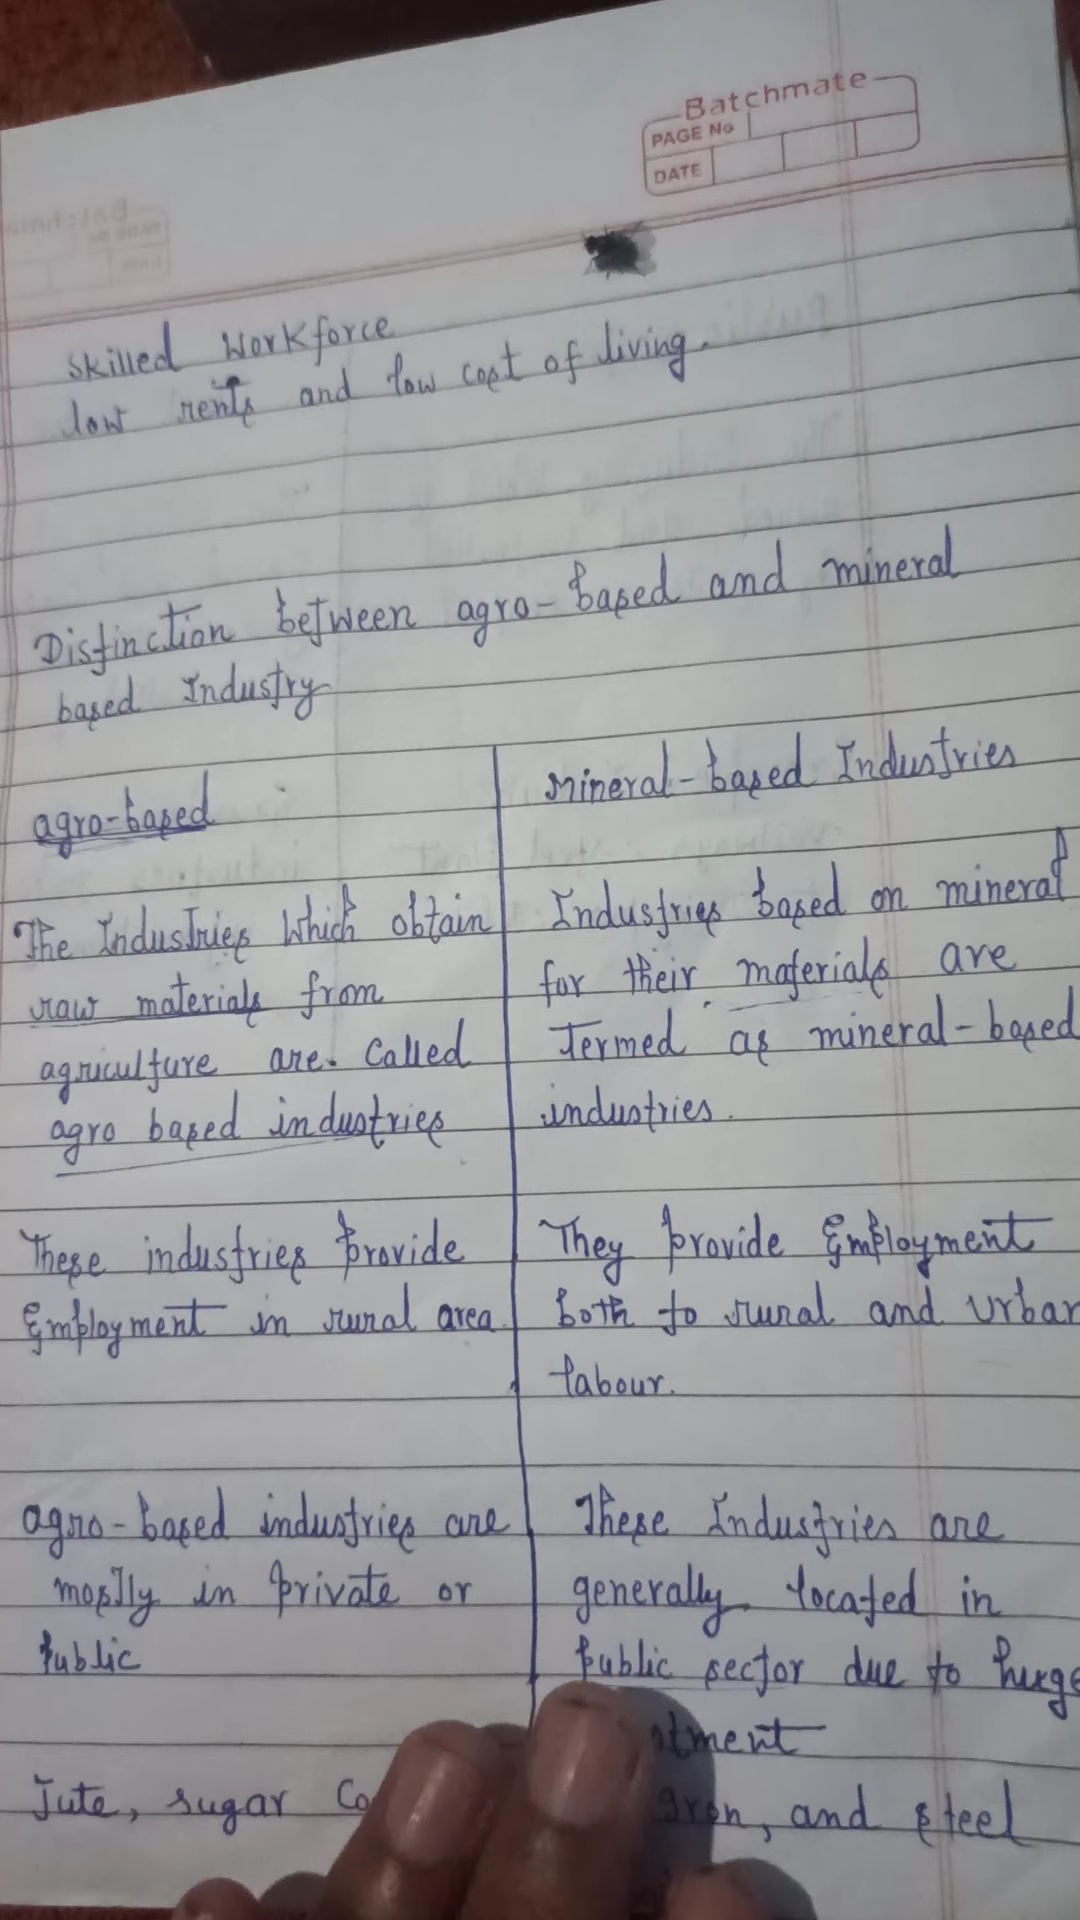 Batchmate
PAGE No
DATE
Skilled Workforce
low rents and low cost of living.
Distinction between agro-based and mineral
based Industry
agro-based
The Industries Which obtain
raw materials from
agriculture are. Called
agro based industries
These industries provide
Employment in rural area.
agro-based industries are
mostly in private or
public
Jute, sugar
Mineral-based Industries
Industries based on mineral
for their materials are
Termed as mineral-based
industries.
They provide Employment
both to rural and Urban
labour.
These Industries are
generally located in
public sector due to huge
and steel